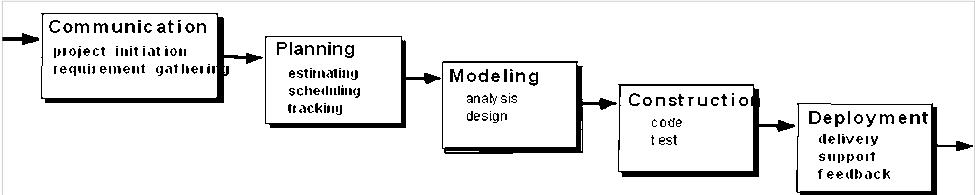 Communication
project initiation
requirement gathering
Planning
estimating
scheduling
tracking
Modeling
analysis
design
Construction
code
test
Deployment
delivery
support
feedback